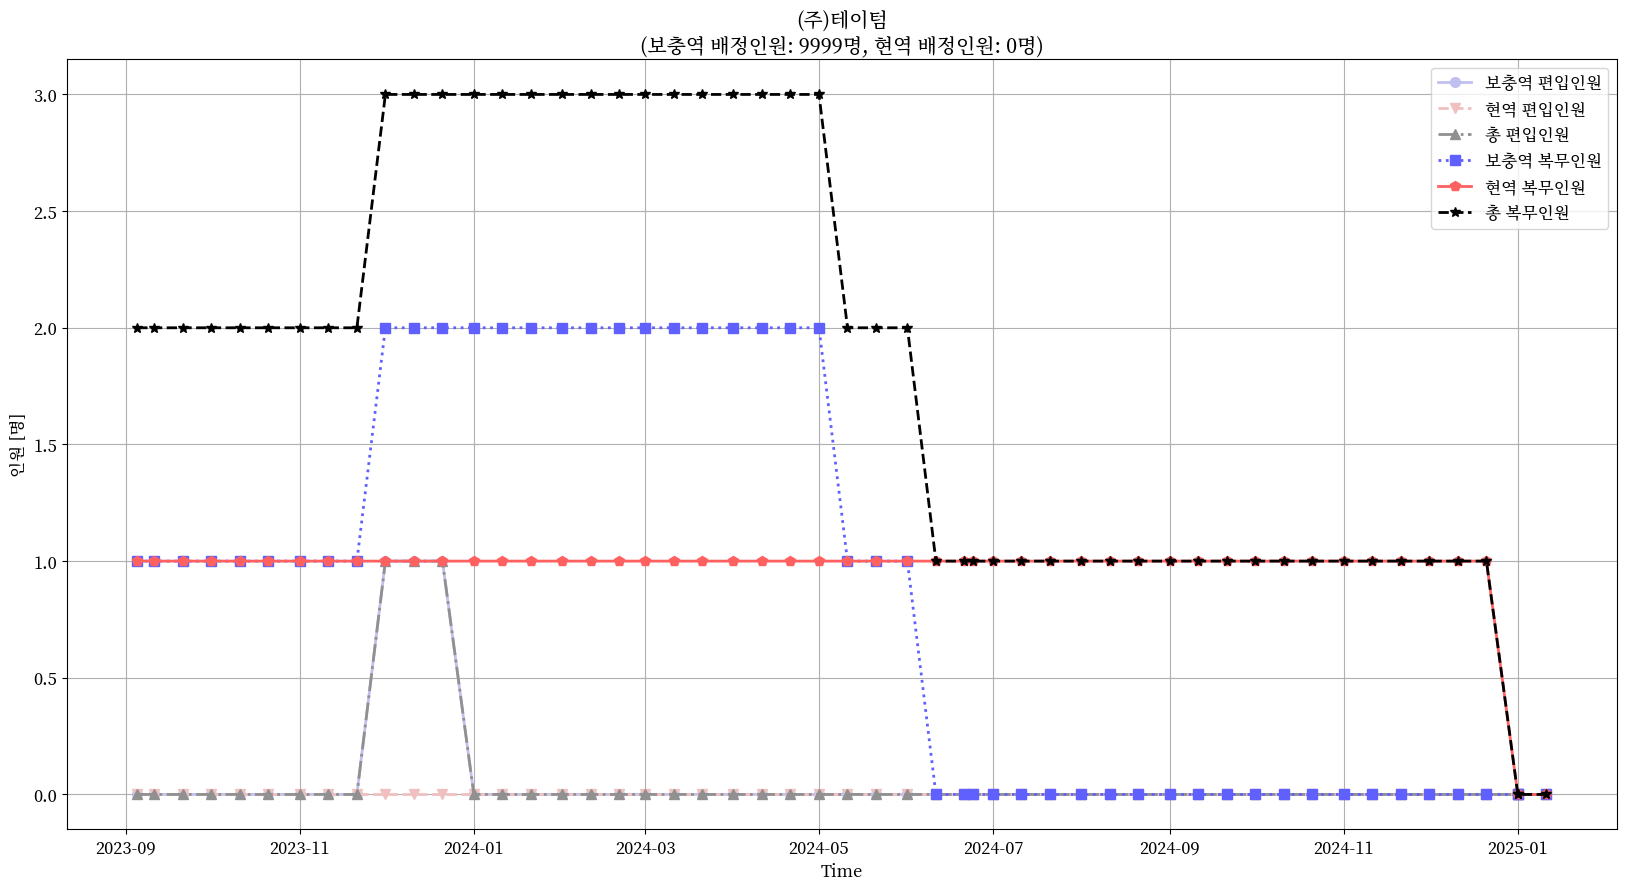 (주)테이텀
(보충역 배정인원: 9999명, 현역 배정인원: 0명)
보충역 편입인원
현역 편입인원
총 편입인원
보충역 복무인원
현역 복무인원
총 복무인원
인원 [명]
3.0
2.5
2.0
1.5
1.0
0.5
0.0
2023-09
2023-11
2024-01
2024-03
2024-05
2024-07
2024-09
2024-11
2025-01
Time